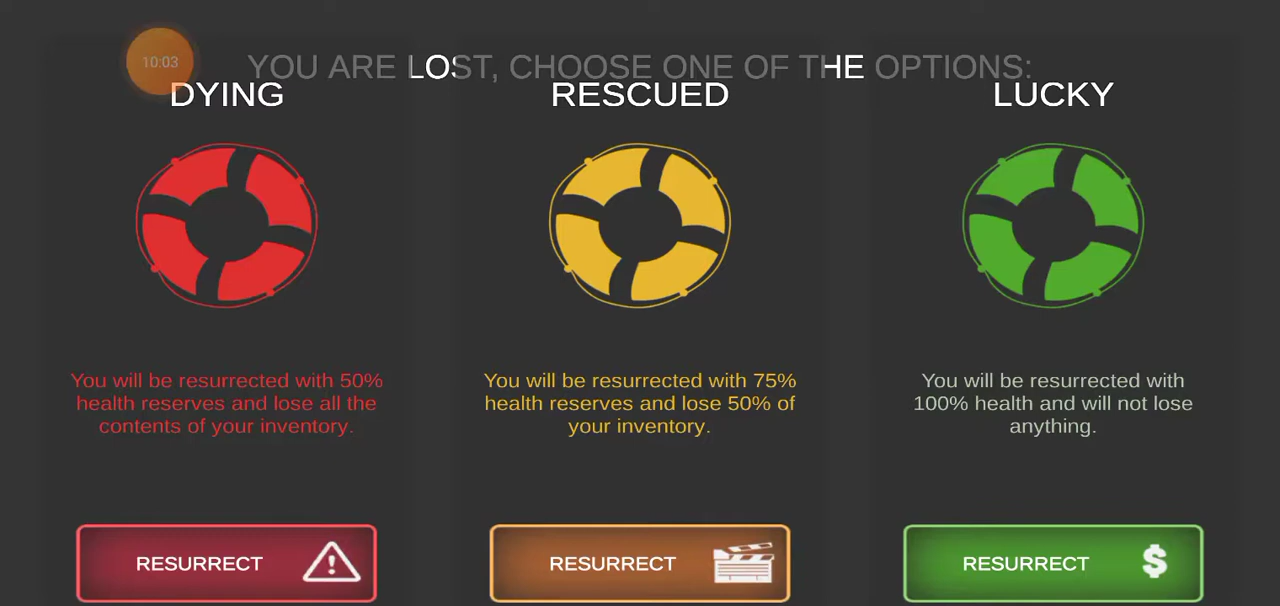 10:03
YOU ARE LOST, CHOOSE ONE OF THE OPTIONS:
DYING
You will be resurrected with 50%
health reserves and lose all the
contents of your inventory.
RESURRECT
RESCUED
You will be resurrected with 75%
health reserves and lose 50% of
your inventory.
RESURRECT
LUCKY
You will be resurrected with
100% health and will not lose
anything.
RESURRECT $